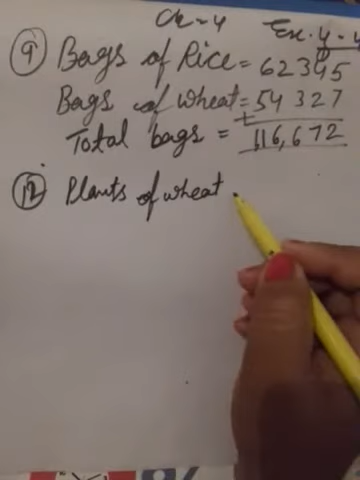 Ch-4 Ex. 4-4
9 Bags of Rice = 62345
Bags of wheat = 54327
+
Total bags = 116,672
12 Plants of wheat